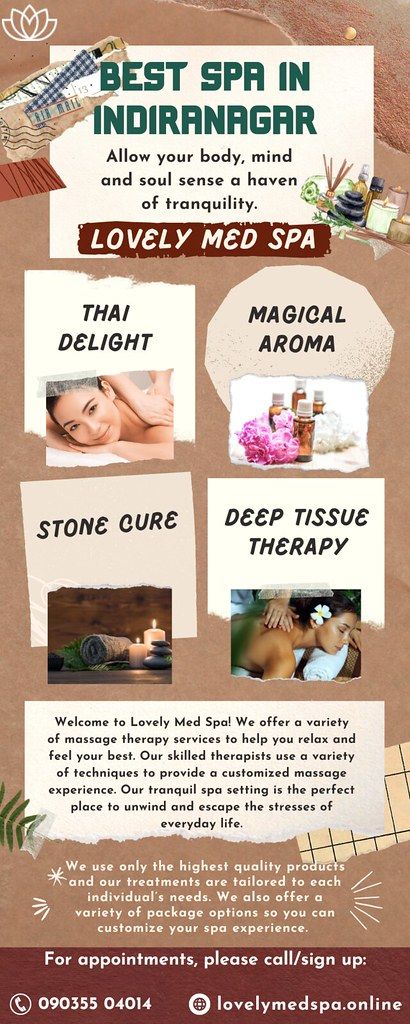 AIR MAIL
BEST SPA IN
INDIRANAGAR
Allow your body, mind
and soul sense a haven
of tranquility.
LOVELY MED SPA
THAI
DELIGHT
MAGICAL
AROMA
STONE CURE
DEEP TISSUE
THERAPY
Welcome to Lovely Med Spa! We offer a variety
of massage therapy services to help you relax and
feel your best. Our skilled therapists use a variety
of techniques to provide a customized massage
experience. Our tranquil spa setting is the perfect
place to unwind and escape the stresses of
everyday life.
We use only the highest quality products
and our treatments are tailored to each
individual's needs. We also offer a
variety of package options so you can
customize your spa experience.
For appointments, please call/sign up:
090355 04014
lovelymedspa.online